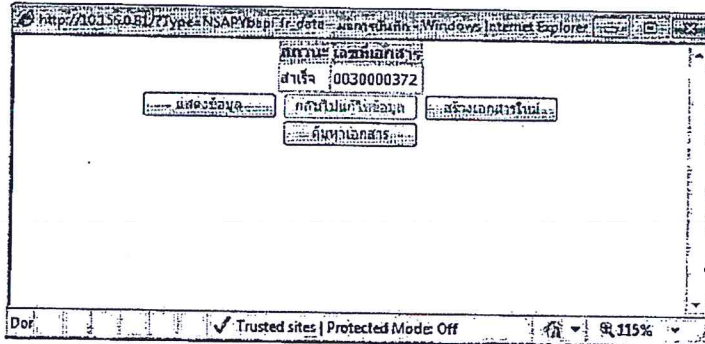 สถานะ เลขที่เอกสาร
สำเร็จ 0030000372
แสดงข้อมูล กลับไปแก้ไขข้อมูล สร้างเอกสารใหม่
ค้นหาเอกสาร
Trusted sites | Protected Mode: Off 115%